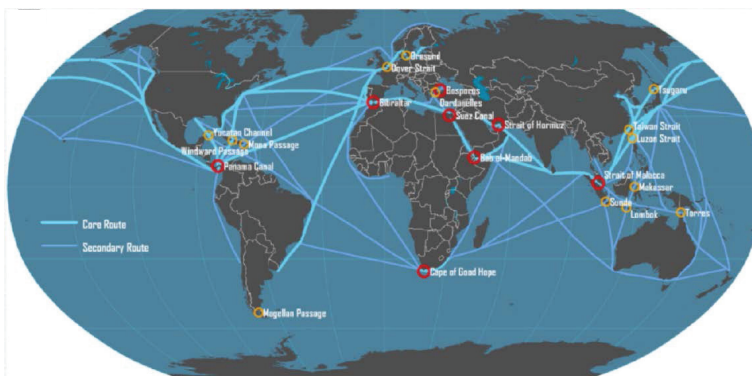 Oresund
Dover Strait
Bosporus
Dardanelles
Tsugaru
Gibraltar
Suez Canal
Strait of Hormuz
Taiwan Strait
Luzon Strait
Yucatan Channel
Windward Passage
Mona Passage
Bab el-Mandab
Panama Canal
Strait of Malacca
Makassar
Sunda
Lombok
Torres
Core Route
Secondary Route
Cape of Good Hope
Magellan Passage